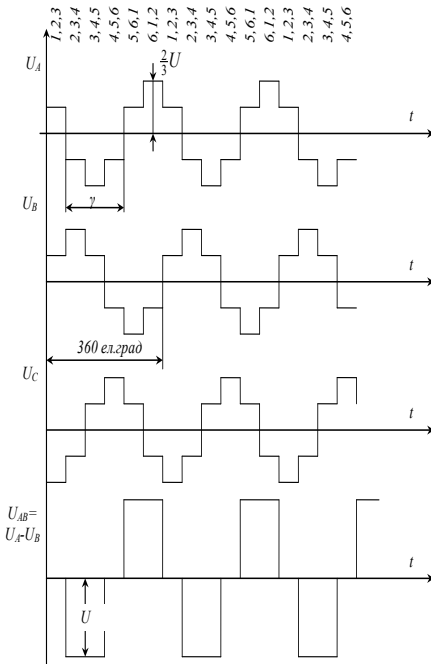 1,2,3 2,3,4 3,4,5 4,5,6 5,6,1 6,1,2 1,2,3 2,3,4 3,4,5 4,5,6 5,6,1 6,1,2 1,2,3 2,3,4 3,4,5 4,5,6
U_A
2/3 U
t
γ
U_B
t
360 ел.град
U_C
t
U_AB=
U_A-U_B
t
U